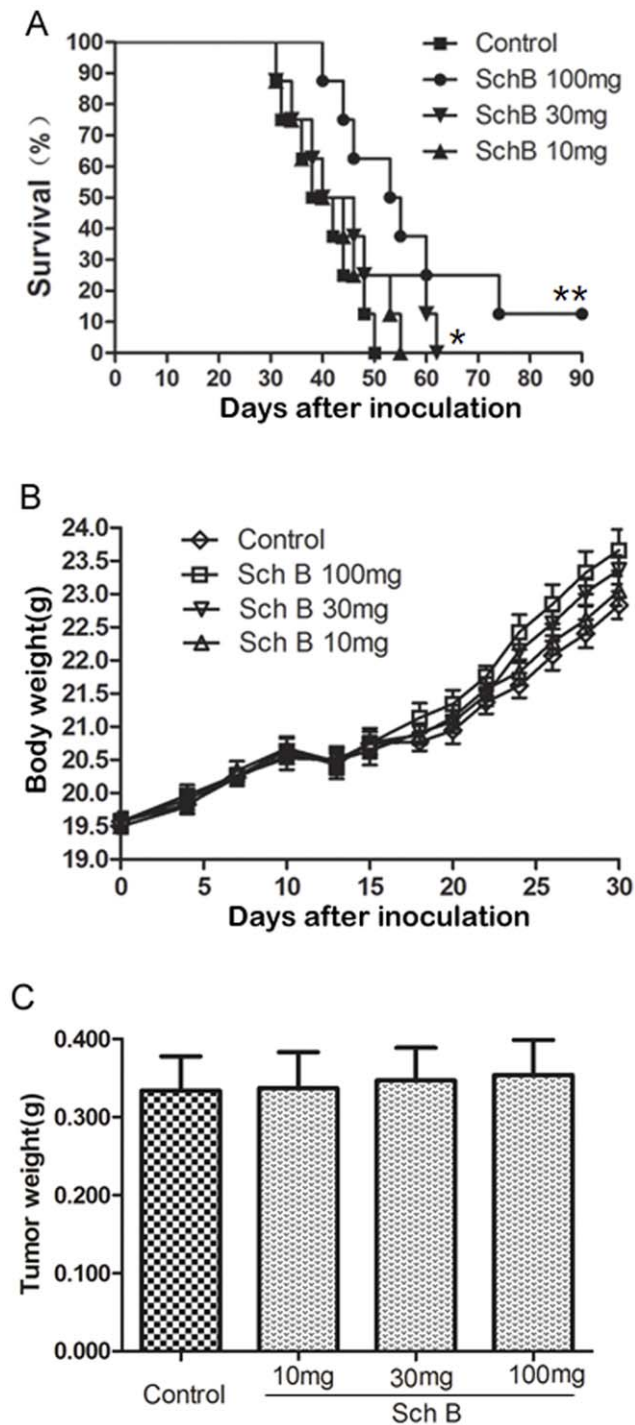 A
100
90
80
70
60
50
40
30
20
10
0
Survival (%)
Control
SchB 100mg
SchB 30mg
SchB 10mg
**
*
0 10 20 30 40 50 60 70 80 90
Days after inoculation
B
24.0
23.5
23.0
22.5
22.0
21.5
21.0
20.5
20.0
19.5
19.0
Body weight(g)
Control
Sch B 100mg
Sch B 30mg
Sch B 10mg
0 5 10 15 20 25 30
Days after inoculation
C
0.400
0.300
0.200
0.100
0.000
Tumor weight(g)
Control 10mg 30mg 100mg
Sch B